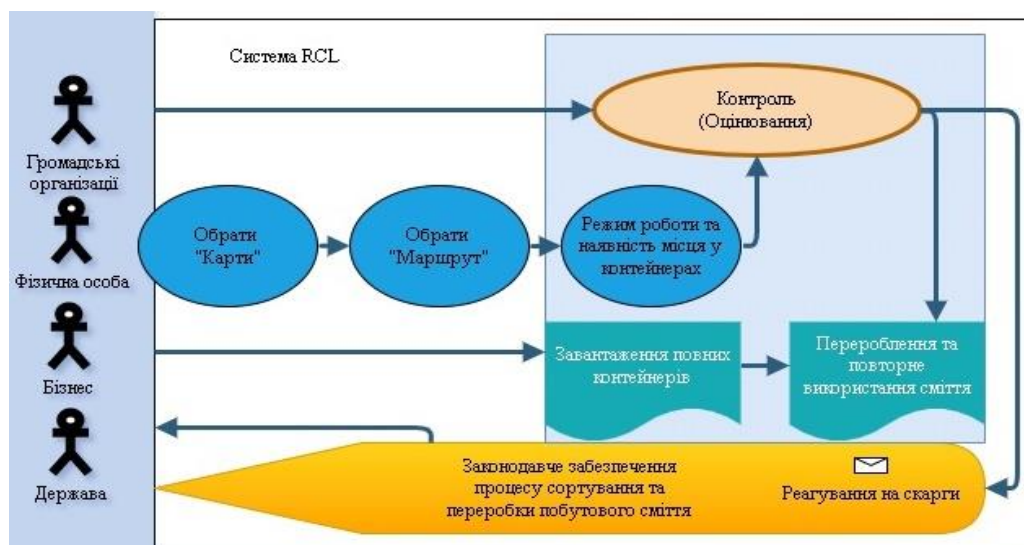 Система RCL
Громадські
організації
Фізична особа
Бізнес
Держава
Контроль
(Оцінювання)
Обрати
"Карти"
Обрати
"Маршрут"
Режим роботи та
наявність місця у
контейнерах
Завантаження повних
контейнерів
Перероблення та
повторне
використання сміття
Законодавче забезпечення
процесу сортування та
переробки побутового сміття
Реагування на скарги